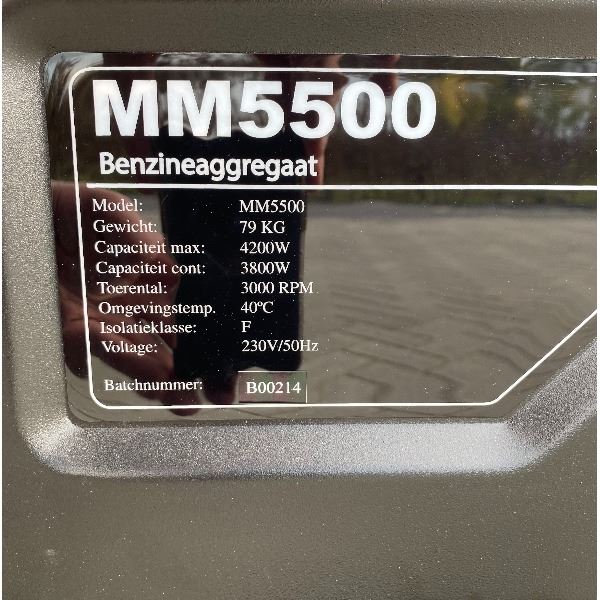 MM5500
Benzineaggregaat
Model: MM5500
Gewicht: 79 KG
Capaciteit max: 4200W
Capaciteit cont: 3800W
Toerental: 3000 RPM
Omgevingstemp. 40ºC
Isolatieklasse: F
Voltage: 230V/50Hz
Batchnummer: B00214